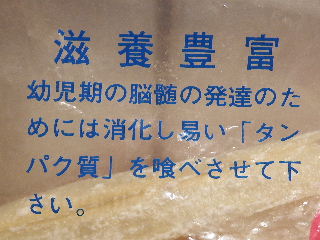 滋養豊富
幼児期の脳髄の発達のた
めには消化し易い「タン
パク質」を喰べさせて下
さい。